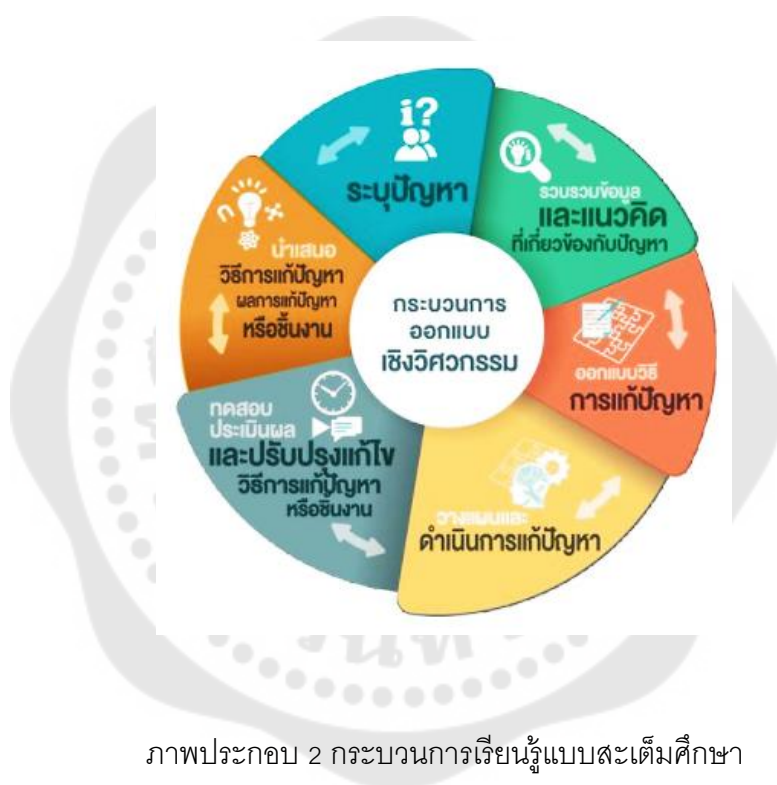 i?
ระบุปัญหา
รวบรวมข้อมูล
และแนวคิด
ที่เกี่ยวข้องกับปัญหา
ออกแบบวิธี
การแก้ปัญหา
วางแผนและ
ดำเนินการแก้ปัญหา
ทดสอบ
ประเมินผล
และปรับปรุงแก้ไข
วิธีการแก้ปัญหา
หรือชิ้นงาน
นำเสนอ
วิธีการแก้ปัญหา
ผลการแก้ปัญหา
หรือชิ้นงาน
กระบวนการ
ออกแบบ
เชิงวิศวกรรม
ภาพประกอบ 2 กระบวนการเรียนรู้แบบสะเต็มศึกษา